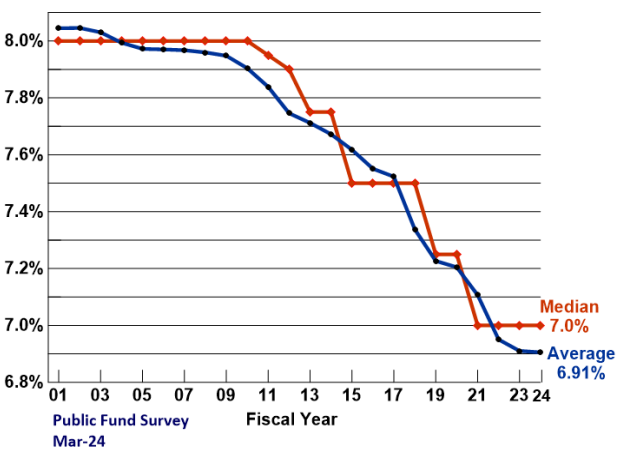 8.0%
7.8%
7.6%
7.4%
7.2%
7.0%
6.8%
Median
7.0%
Average
6.91%
01 03 05 07 09 11 13 15 17 19 21 23 24
Fiscal Year
Public Fund Survey
Mar-24